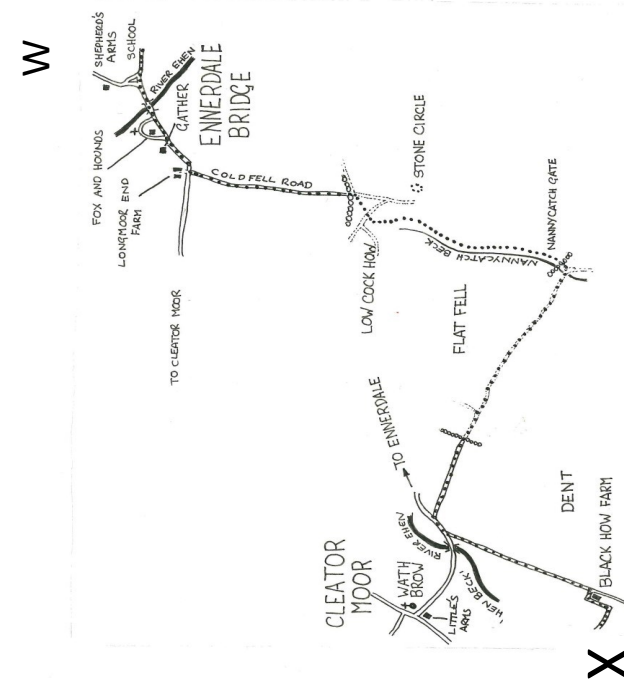 W
SHEPHERD'S
ARMS
SCHOOL
RIVER EHEN
GATHER
ENNERDALE
BRIDGE
FOX AND HOUNDS
LONGMOOR END
FARM
COLD FELL ROAD
TO CLEATOR MOOR
STONE CIRCLE
LOW COCK HOW
NANNYCATCH BECK
NANNYCATCH GATE
FLAT FELL
TO ENNERDALE
CLEATOR
MOOR
RIVER EHEN
WATH
BROW
'HEN BECK'
LITTLE'S
ARMS
DENT
BLACK HOW FARM
X